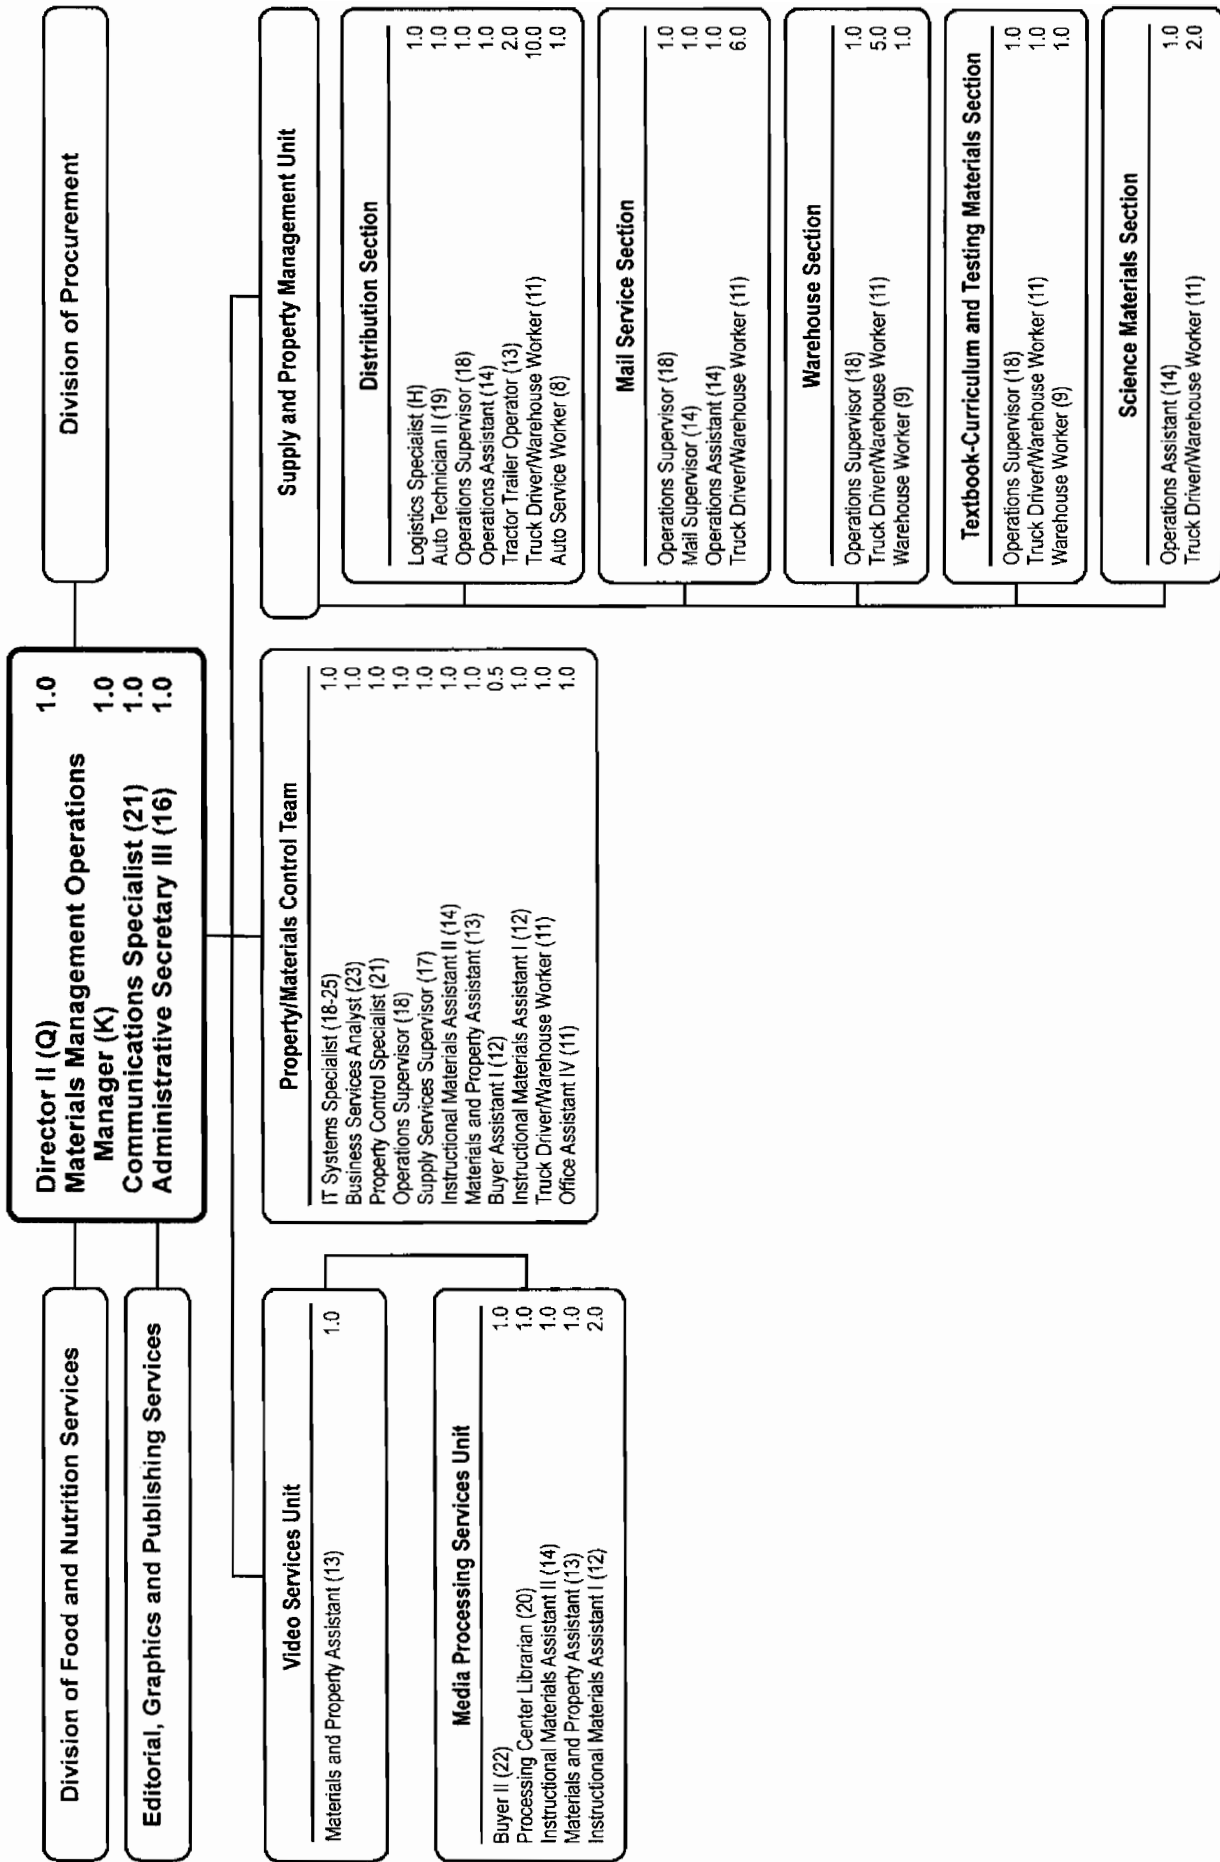 Director II (Q) 1.0
Materials Management Operations
Manager (K) 1.0
Communications Specialist (21) 1.0
Administrative Secretary III (16) 1.0
Division of Food and Nutrition Services
Editorial, Graphics and Publishing Services
Division of Procurement
Video Services Unit
Materials and Property Assistant (13) 1.0
Media Processing Services Unit
Buyer II (22) 1.0
Processing Center Librarian (20) 1.0
Instructional Materials Assistant II (14) 1.0
Materials and Property Assistant (13) 1.0
Instructional Materials Assistant I (12) 2.0
Property/Materials Control Team
IT Systems Specialist (18-25) 1.0
Business Services Analyst (23) 1.0
Property Control Specialist (21) 1.0
Operations Supervisor (18) 1.0
Supply Services Supervisor (17) 1.0
Instructional Materials Assistant II (14) 1.0
Materials and Property Assistant (13) 1.0
Buyer Assistant I (12) 0.5
Instructional Materials Assistant I (12) 1.0
Truck Driver/Warehouse Worker (11) 1.0
Office Assistant IV (11) 1.0
Supply and Property Management Unit
Distribution Section
Logistics Specialist (H) 1.0
Auto Technician II (19) 1.0
Operations Supervisor (18) 1.0
Operations Assistant (14) 1.0
Tractor Trailer Operator (13) 2.0
Truck Driver/Warehouse Worker (11) 10.0
Auto Service Worker (8) 1.0
Mail Service Section
Operations Supervisor (18) 1.0
Mail Supervisor (14) 1.0
Operations Assistant (14) 1.0
Truck Driver/Warehouse Worker (11) 6.0
Warehouse Section
Operations Supervisor (18) 1.0
Truck Driver/Warehouse Worker (11) 5.0
Warehouse Worker (9) 1.0
Textbook-Curriculum and Testing Materials Section
Operations Supervisor (18) 1.0
Truck Driver/Warehouse Worker (11) 1.0
Warehouse Worker (9) 1.0
Science Materials Section
Operations Assistant (14) 1.0
Truck Driver/Warehouse Worker (11) 2.0